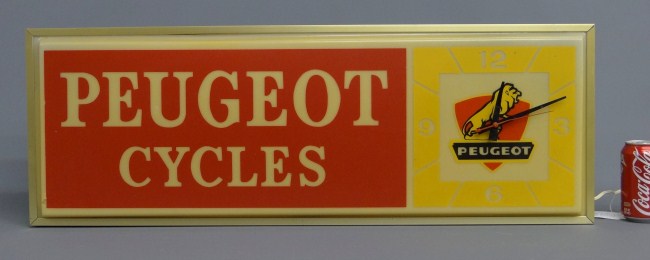 PEUGEOT
CYCLES
12
9
3
PEUGEOT
6
Coca-Cola